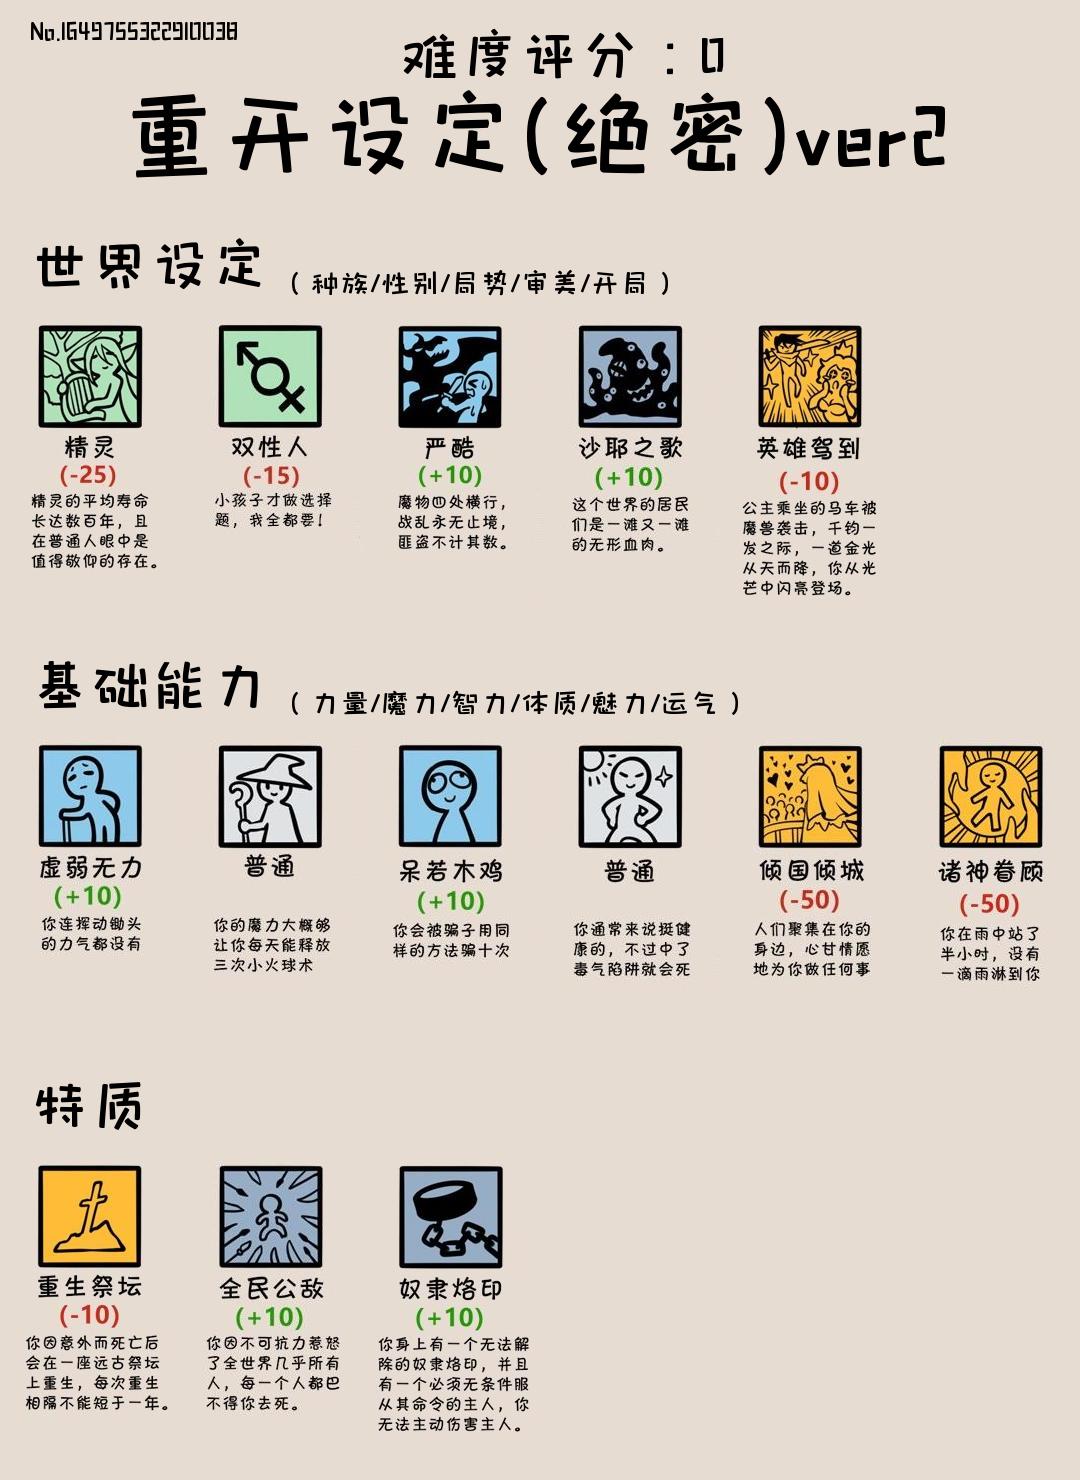 No.1649755322910038
难度评分:0
重开设定(绝密)ver2
世界设定 (种族/性别/局势/审美/开局)
精灵
(-25)
精灵的平均寿命
长达数百年，且
在普通人眼中是
值得敬仰的存在。
双性人
(-15)
小孩子才做选择
题，我全都要!
严酷
(+10)
魔物四处横行，
战乱永无止境，
匪盗不计其数。
沙耶之歌
(+10)
这个世界的居民
们是一滩又一滩
的无形血肉。
英雄驾到
(-10)
公主乘坐的马车被
魔兽袭击，千钧一
发之际，一道金光
从天而降，你从光
芒中闪亮登场。
基础能力 (力量/魔力/智力/体质/魅力/运气)
虚弱无力
(+10)
你连挥动锄头
的力气都没有
普通
你的魔力大概够
让你每天能释放
三次小火球术
呆若木鸡
(+10)
你会被骗子用同
样的方法骗十次
普通
你通常来说挺健
康的，不过中了
毒气陷阱就会死
倾国倾城
(-50)
人们聚集在你的
身边，心甘情愿
地为你做任何事
诸神眷顾
(-50)
你在雨中站了
半小时，没有
一滴雨淋到你
特质
重生祭坛
(-10)
你因意外而死亡后
会在一座远古祭坛
上重生，每次重生
相隔不能短于一年。
全民公敌
(+10)
你因不可抗力惹怒
了全世界几乎所有
人，每一个人都巴
不得你去死。
奴隶烙印
(+10)
你身上有一个无法解
除的奴隶烙印，并且
有一个必须无条件服
从其命令的主人，你
无法主动伤害主人。